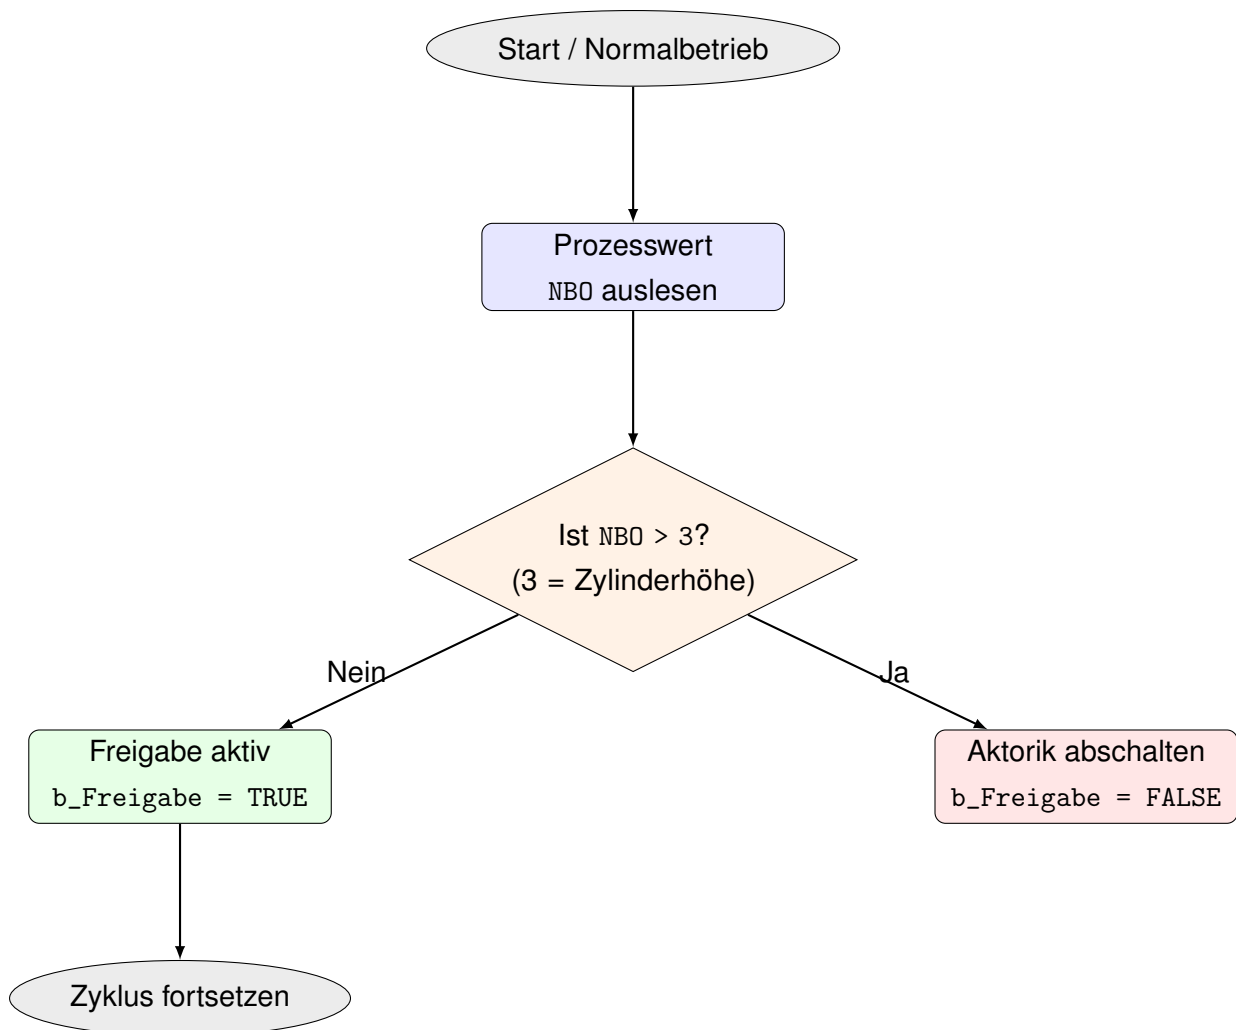 Start / Normalbetrieb
Prozesswert
NBO auslesen
Ist NBO > 3?
(3 = Zylinderhöhe)
Nein
Ja
Freigabe aktiv
b_Freigabe = TRUE
Aktorik abschalten
b_Freigabe = FALSE
Zyklus fortsetzen